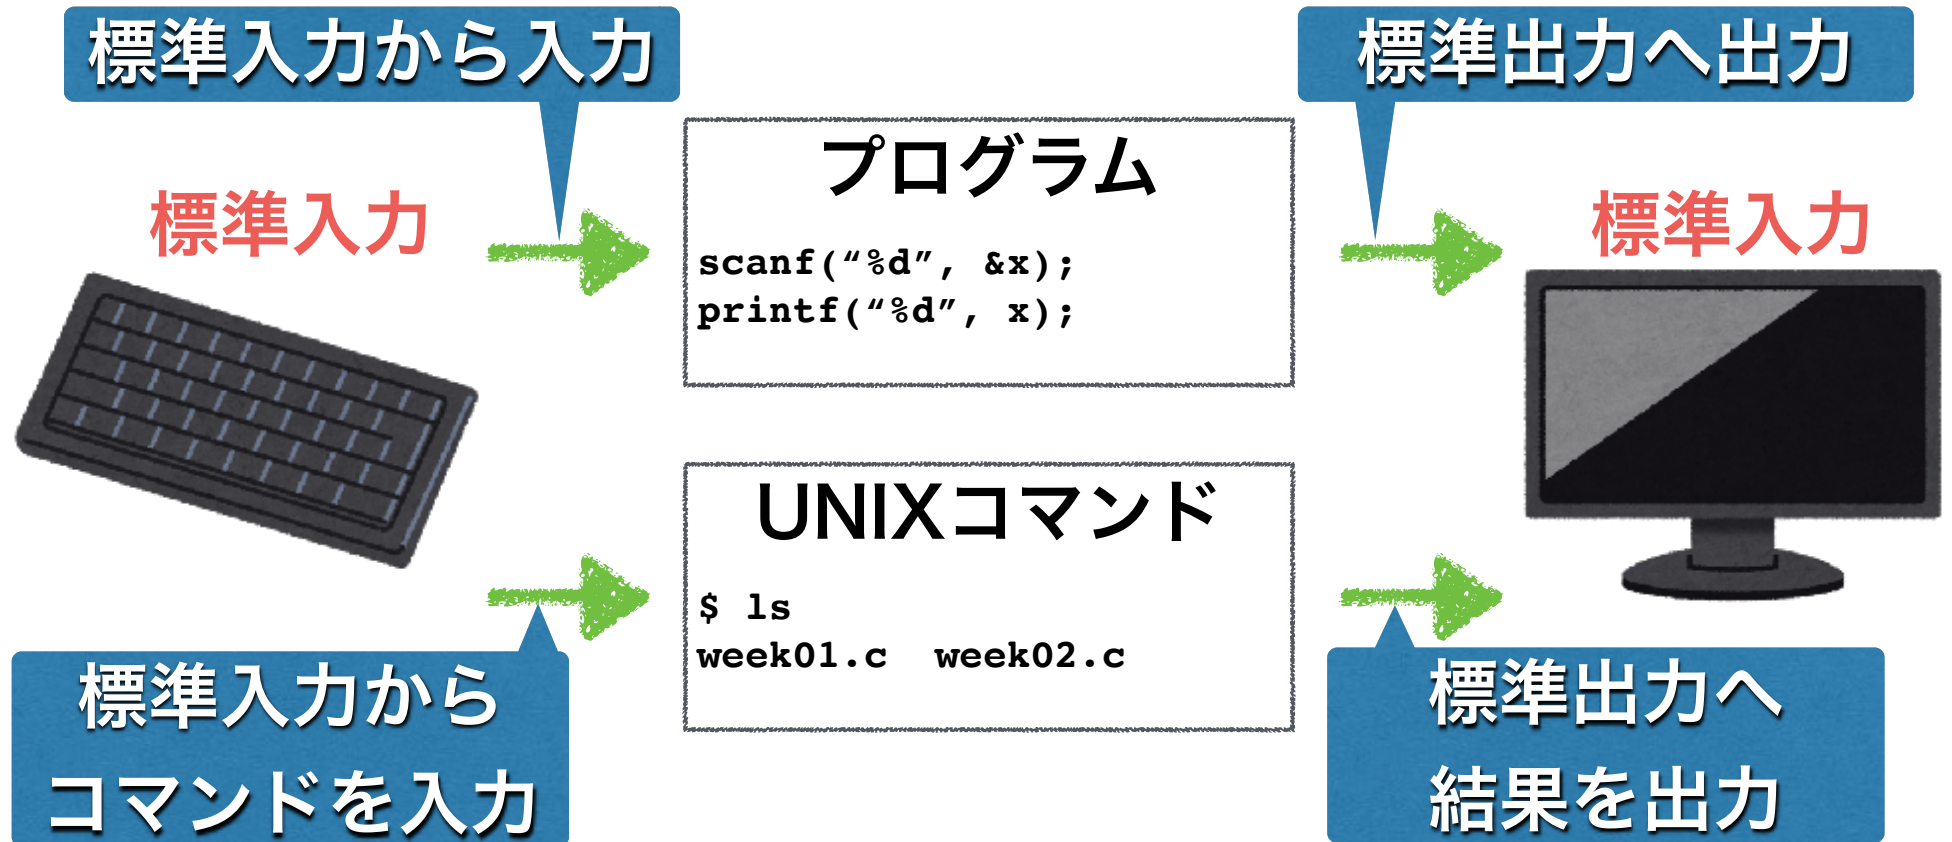 標準入力から入力
標準出力へ出力
プログラム
標準入力
標準入力
scanf(“%d”, &x);
printf(“%d”, x);
UNIXコマンド
$ ls
week01.c  week02.c
標準入力から
コマンドを入力
標準出力へ
結果を出力